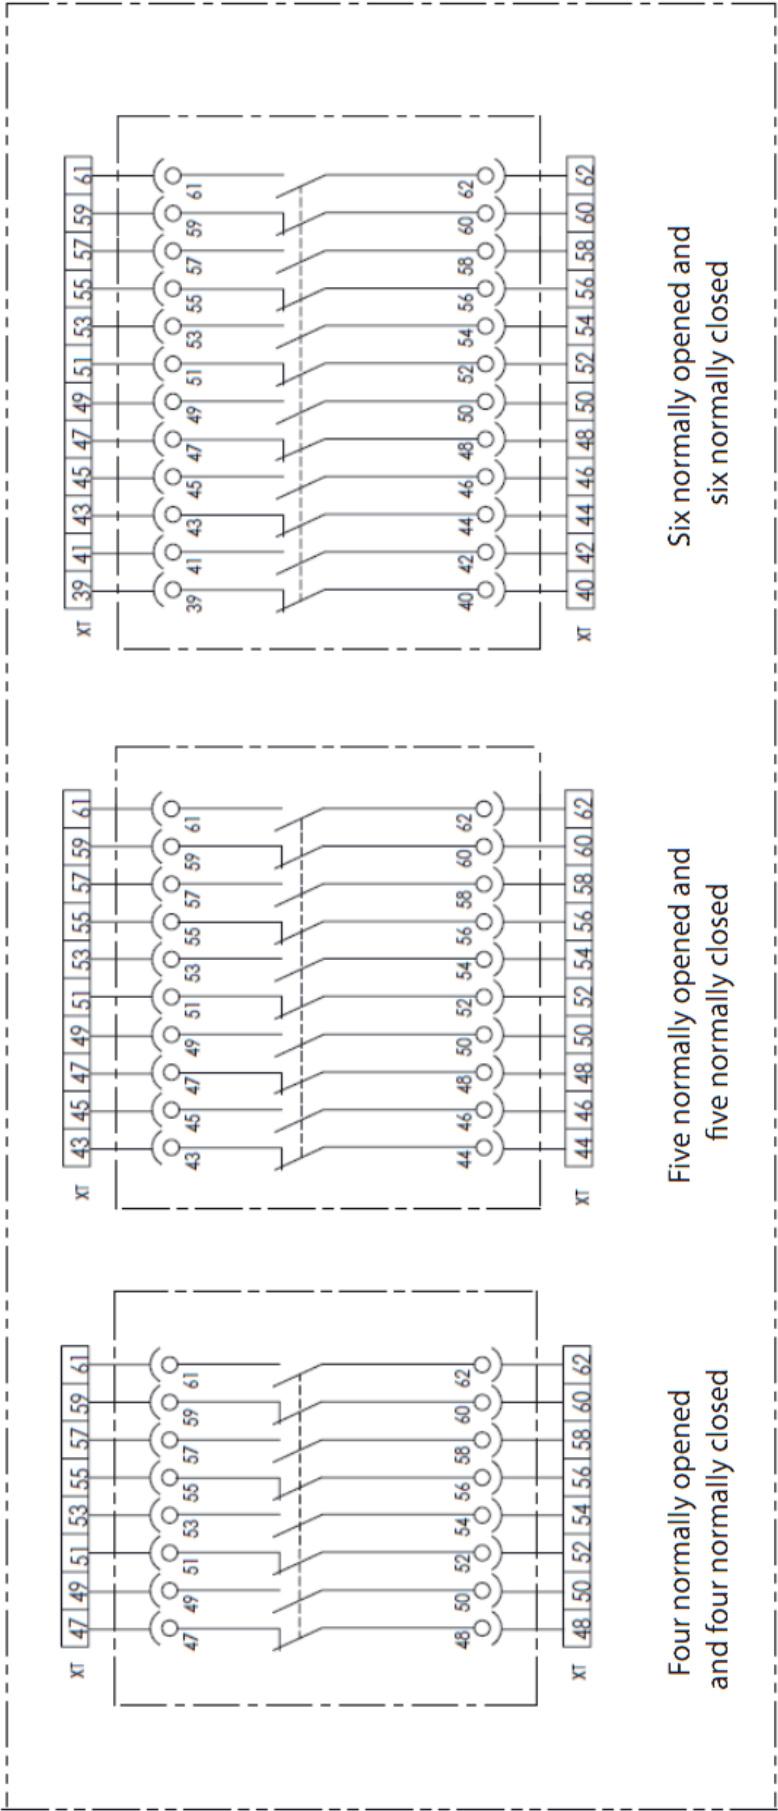 XT 47 49 51 53 55 57 59 61
47 49 51 53 55 57 59 61
48 50 52 54 56 58 60 62
XT 48 50 52 54 56 58 60 62
Four normally opened
and four normally closed
XT 43 45 47 49 51 53 55 57 59 61
43 45 47 49 51 53 55 57 59 61
44 46 48 50 52 54 56 58 60 62
XT 44 46 48 50 52 54 56 58 60 62
Five normally opened and
five normally closed
XT 39 41 43 45 47 49 51 53 55 57 59 61
39 41 43 45 47 49 51 53 55 57 59 61
40 42 44 46 48 50 52 54 56 58 60 62
XT 40 42 44 46 48 50 52 54 56 58 60 62
Six normally opened and
six normally closed